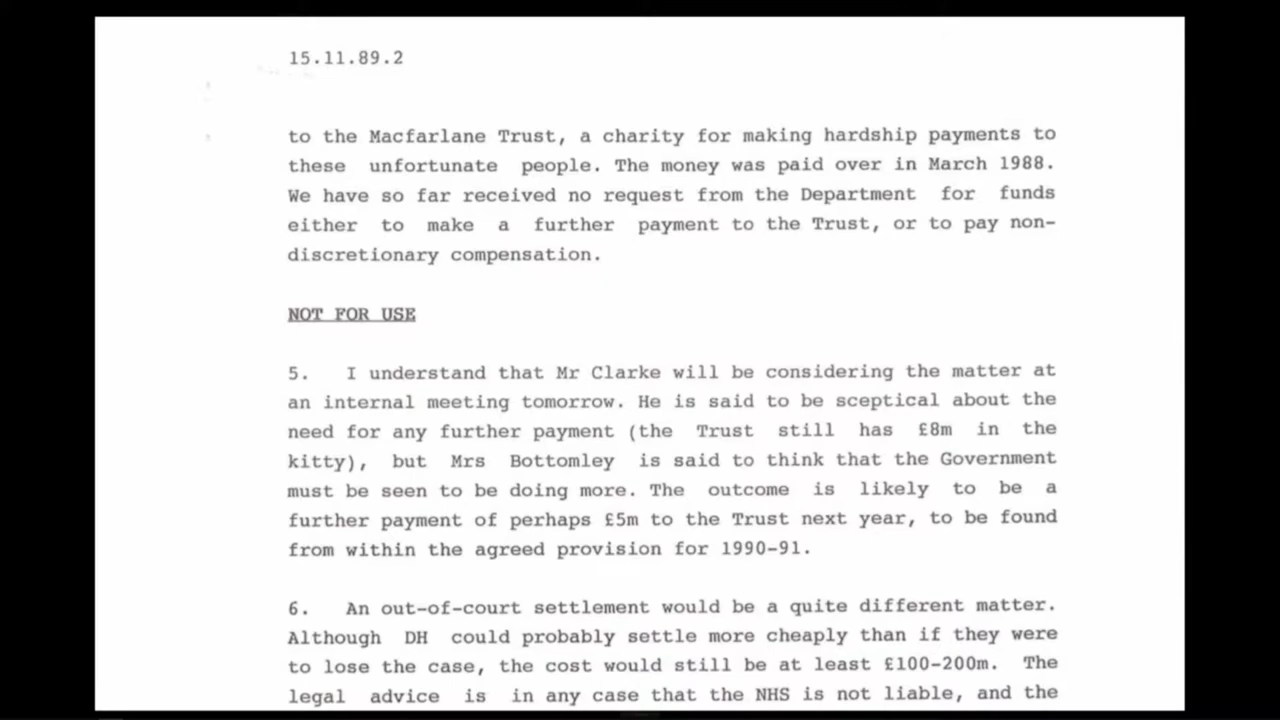 15.11.89.2
to the Macfarlane Trust, a charity for making hardship payments to
these unfortunate people. The money was paid over in March 1988.
We have so far received no request from the Department for funds
either to make a further payment to the Trust, or to pay non-
discretionary compensation.
NOT FOR USE
5. I understand that Mr Clarke will be considering the matter at
an internal meeting tomorrow. He is said to be sceptical about the
need for any further payment (the Trust still has £8m in the
kitty), but Mrs Bottomley is said to think that the Government
must be seen to be doing more. The outcome is likely to be a
further payment of perhaps £5m to the Trust next year, to be found
from within the agreed provision for 1990-91.
6. An out-of-court settlement would be a quite different matter.
Although DH could probably settle more cheaply than if they were
to lose the case, the cost would still be at least £100-200m. The
legal advice is in any case that the NHS is not liable, and the